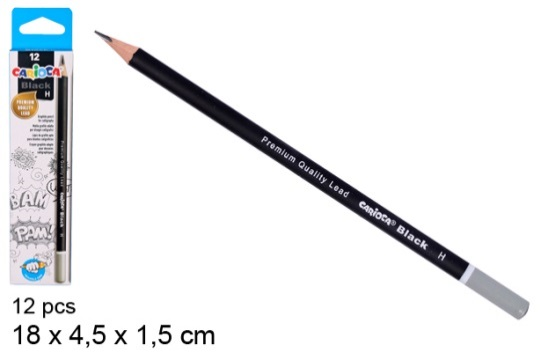 12
CARIOCA
Black
H
PREMIUM
QUALITY
LEAD
BAM
PAM!
Premium Quality Lead CARIOCA® Black H
12 pcs
18 x 4,5 x 1,5 cm